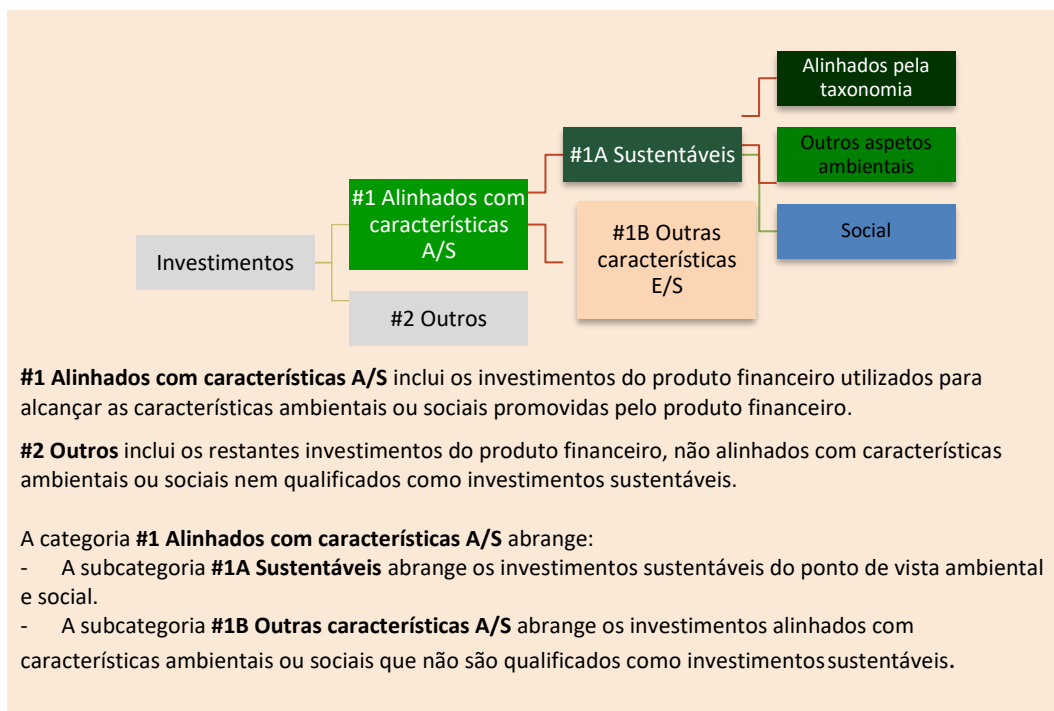 Alinhados pela
taxonomia
#1A Sustentáveis
Outros aspetos
ambientais
#1 Alinhados com
características
A/S
#1B Outras
características
E/S
Social
Investimentos
#2 Outros
#1 Alinhados com características A/S inclui os investimentos do produto financeiro utilizados para
alcançar as características ambientais ou sociais promovidas pelo produto financeiro.
#2 Outros inclui os restantes investimentos do produto financeiro, não alinhados com características
ambientais ou sociais nem qualificados como investimentos sustentáveis.
A categoria #1 Alinhados com características A/S abrange:
- A subcategoria #1A Sustentáveis abrange os investimentos sustentáveis do ponto de vista ambiental
e social.
- A subcategoria #1B Outras características A/S abrange os investimentos alinhados com
características ambientais ou sociais que não são qualificados como investimentos sustentáveis.